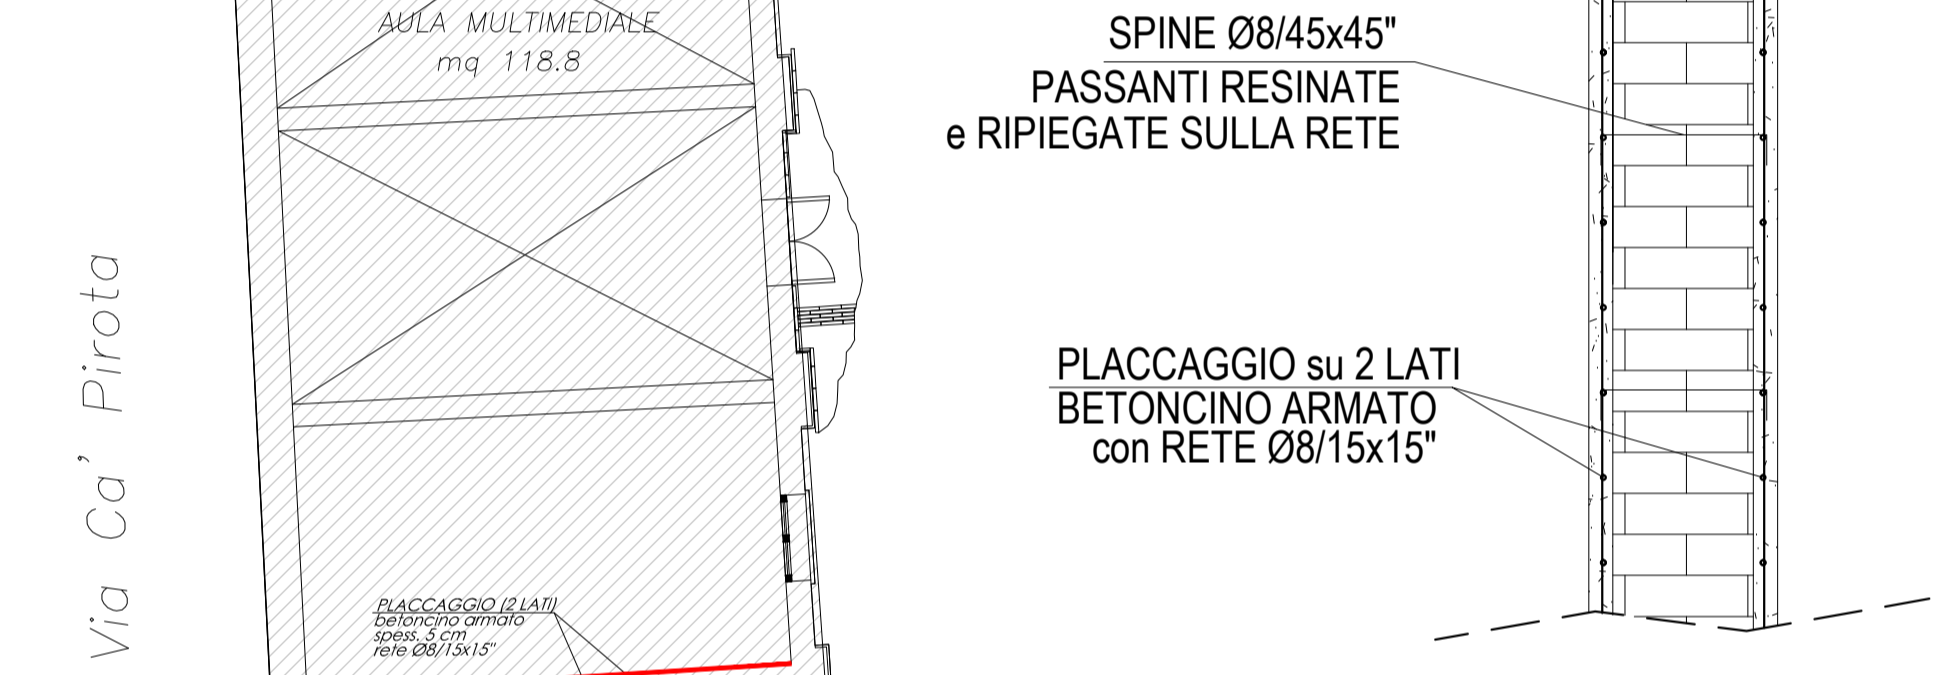 AULA MULTIMEDIALE
mq 118.8
Via Ca' Pirota
PLACCAGGIO (2 LATI)
betoncino armato
spess. 5 cm
rete Ø8/15x15"
SPINE Ø8/45x45"
PASSANTI RESINATE
e RIPIEGATE SULLA RETE
PLACCAGGIO su 2 LATI
BETONCINO ARMATO
con RETE Ø8/15x15"